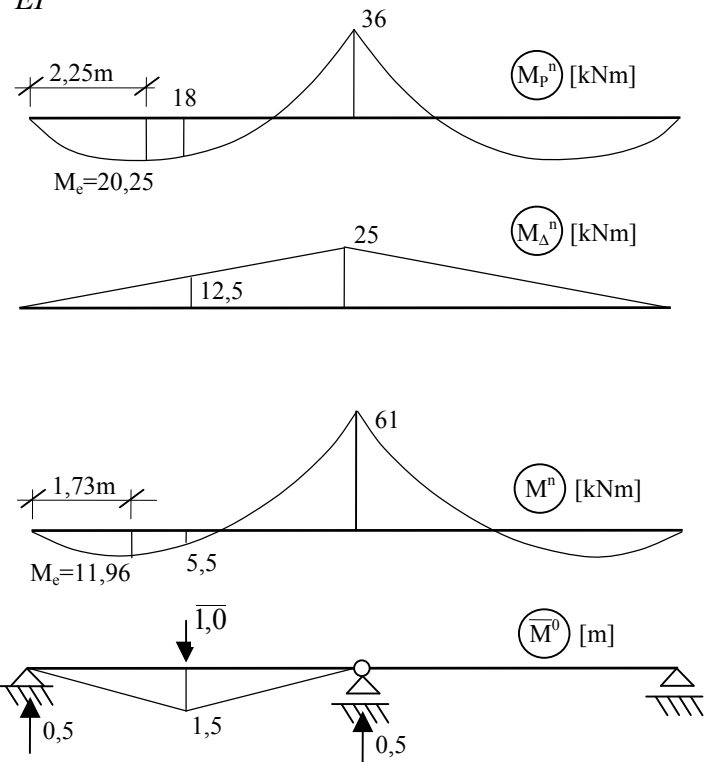 EI
36
2,25m
18
M_P^n [kNm]
M_e=20,25
25
M_Δ^n [kNm]
12,5
61
1,73m
M^n [kNm]
M_e=11,96
5,5
1,0
M^0 [m]
0,5
1,5
0,5